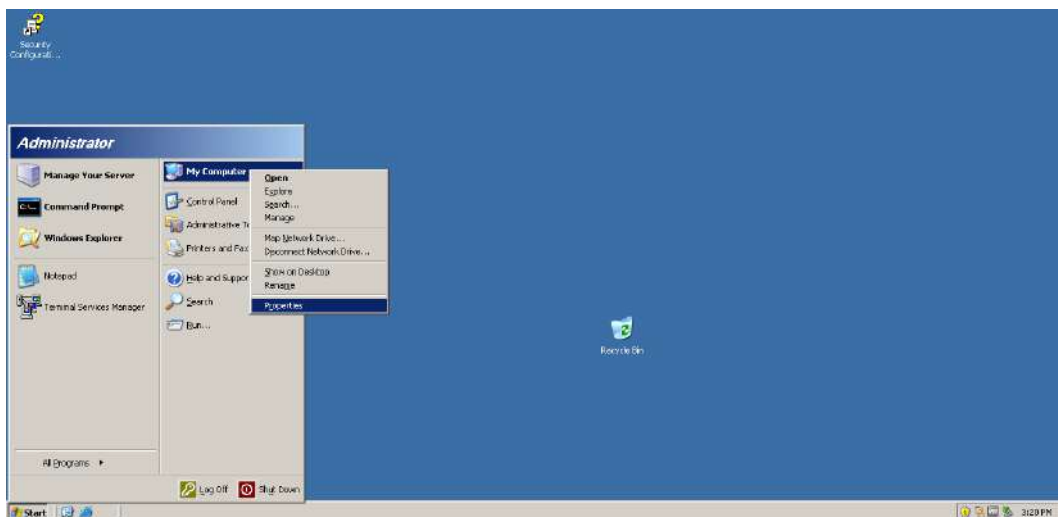 Security
Configurati...
Administrator
Manage Your Server
Command Prompt
Windows Explorer
Notepad
Terminal Services Manager
All Programs
My Computer
Control Panel
Administrative To
Printers and Fax
Help and Suppor
Search
Run...
Open
Explore
Search...
Manage
Map Network Drive...
Disconnect Network Drive...
Show on Desktop
Rename
Properties
Log Off
Shut Down
Recycle Bin
Start
3:20 PM